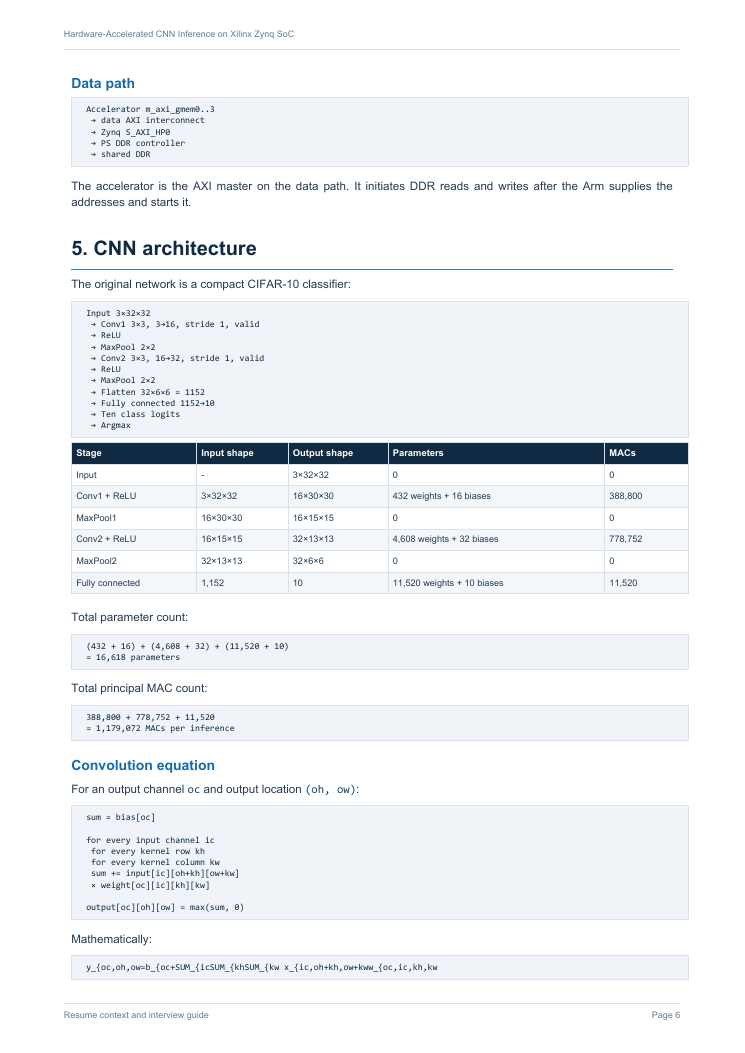 Hardware-Accelerated CNN Inference on Xilinx Zynq SoC
Data path
Accelerator m_axi_gmem0..3
→ data AXI interconnect
→ Zynq S_AXI_HP0
→ PS DDR controller
→ shared DDR
The accelerator is the AXI master on the data path. It initiates DDR reads and writes after the Arm supplies the
addresses and starts it.
5. CNN architecture
The original network is a compact CIFAR-10 classifier:
Input 3×32×32
→ Conv1 3×3, 3→16, stride 1, valid
→ ReLU
→ MaxPool 2×2
→ Conv2 3×3, 16→32, stride 1, valid
→ ReLU
→ MaxPool 2×2
→ Flatten 32×6×6 = 1152
→ Fully connected 1152→10
→ Ten class logits
→ Argmax
Stage Input shape Output shape Parameters MACs
Input - 3×32×32 0 0
Conv1 + ReLU 3×32×32 16×30×30 432 weights + 16 biases 388,800
MaxPool1 16×30×30 16×15×15 0 0
Conv2 + ReLU 16×15×15 32×13×13 4,608 weights + 32 biases 778,752
MaxPool2 32×13×13 32×6×6 0 0
Fully connected 1,152 10 11,520 weights + 10 biases 11,520
Total parameter count:
(432 + 16) + (4,608 + 32) + (11,520 + 10)
= 16,618 parameters
Total principal MAC count:
388,800 + 778,752 + 11,520
= 1,179,072 MACs per inference
Convolution equation
For an output channel oc and output location (oh, ow):
sum = bias[oc]
for every input channel ic
for every kernel row kh
for every kernel column kw
sum += input[ic][oh+kh][ow+kw]
× weight[oc][ic][kh][kw]
output[oc][oh][ow] = max(sum, 0)
Mathematically:
y_{oc,oh,ow=b_{oc+SUM_{icSUM_{khSUM_{kw x_{ic,oh+kh,ow+kww_{oc,ic,kh,kw
Resume context and interview guide Page 6